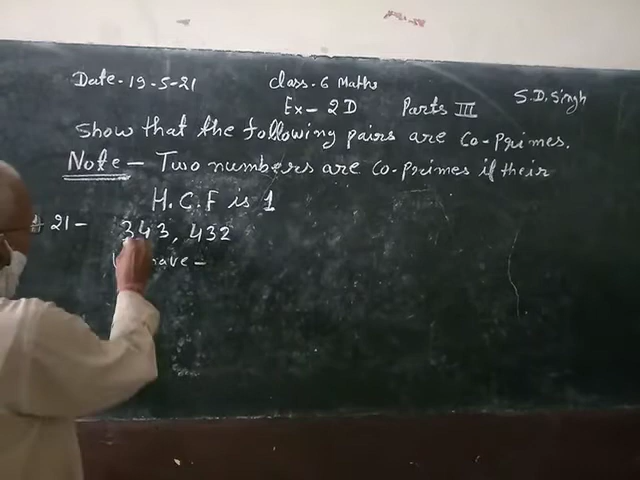 Date-19-5-21 Class-6 Maths S.D.Singh
Ex- 2D Parts III
Show that the following pairs are Co-primes.
Note- Two numbers are Co-primes if their
H.C.F is 1
21- 343, 432
have-